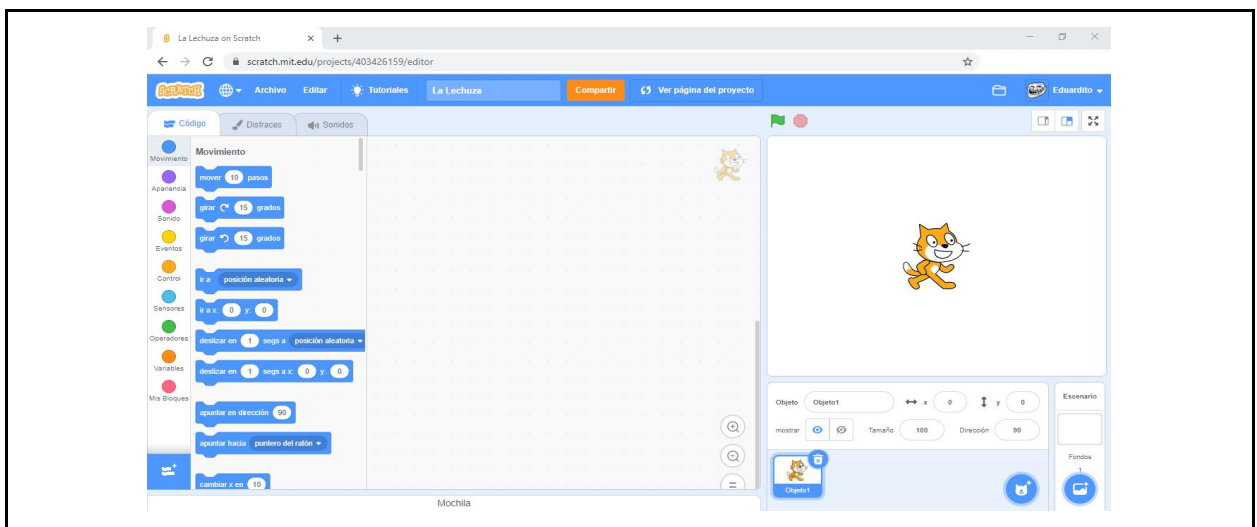 La Lechuza on Scratch
scratch.mit.edu/projects/403426159/editor
SCRATCH Archivo Editar Tutoriales La Lechuza Compartir Ver página del proyecto Eduardito
Código Disfraces Sonidos
Movimiento
Apariencia
Sonido
Eventos
Control
Sensores
Operadores
Variables
Mis Bloques
Movimiento
mover 10 pasos
girar 15 grados
girar 15 grados
ir a posición aleatoria
ir a x: 0 y: 0
deslizar en 1 segs a posición aleatoria
deslizar en 1 segs a x: 0 y: 0
apuntar en dirección 90
apuntar hacia puntero del ratón
cambiar x en 10
Mochila
Objeto Objeto1 x 0 y 0
mostrar Tamaño 100 Dirección 90
Objeto1
Escenario
Fondos
1